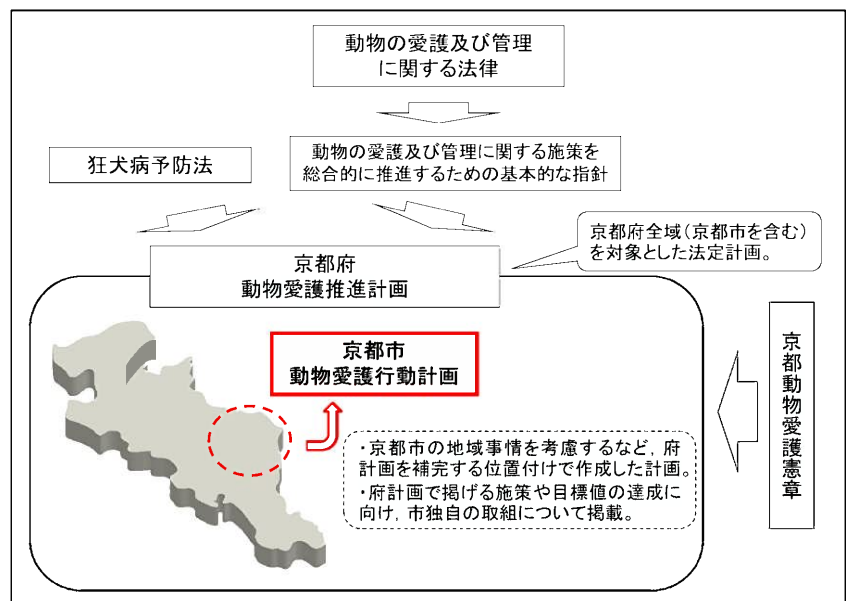 動物の愛護及び管理
に関する法律
狂犬病予防法
動物の愛護及び管理に関する施策を
総合的に推進するための基本的な指針
京都府全域（京都市を含む）
を対象とした法定計画。
京都府
動物愛護推進計画
京都市
動物愛護行動計画
・京都市の地域事情を考慮するなど，府
計画を補完する位置付けで作成した計画。
・府計画で掲げる施策や目標値の達成に
向け，市独自の取組について掲載。
京都動物愛護憲章